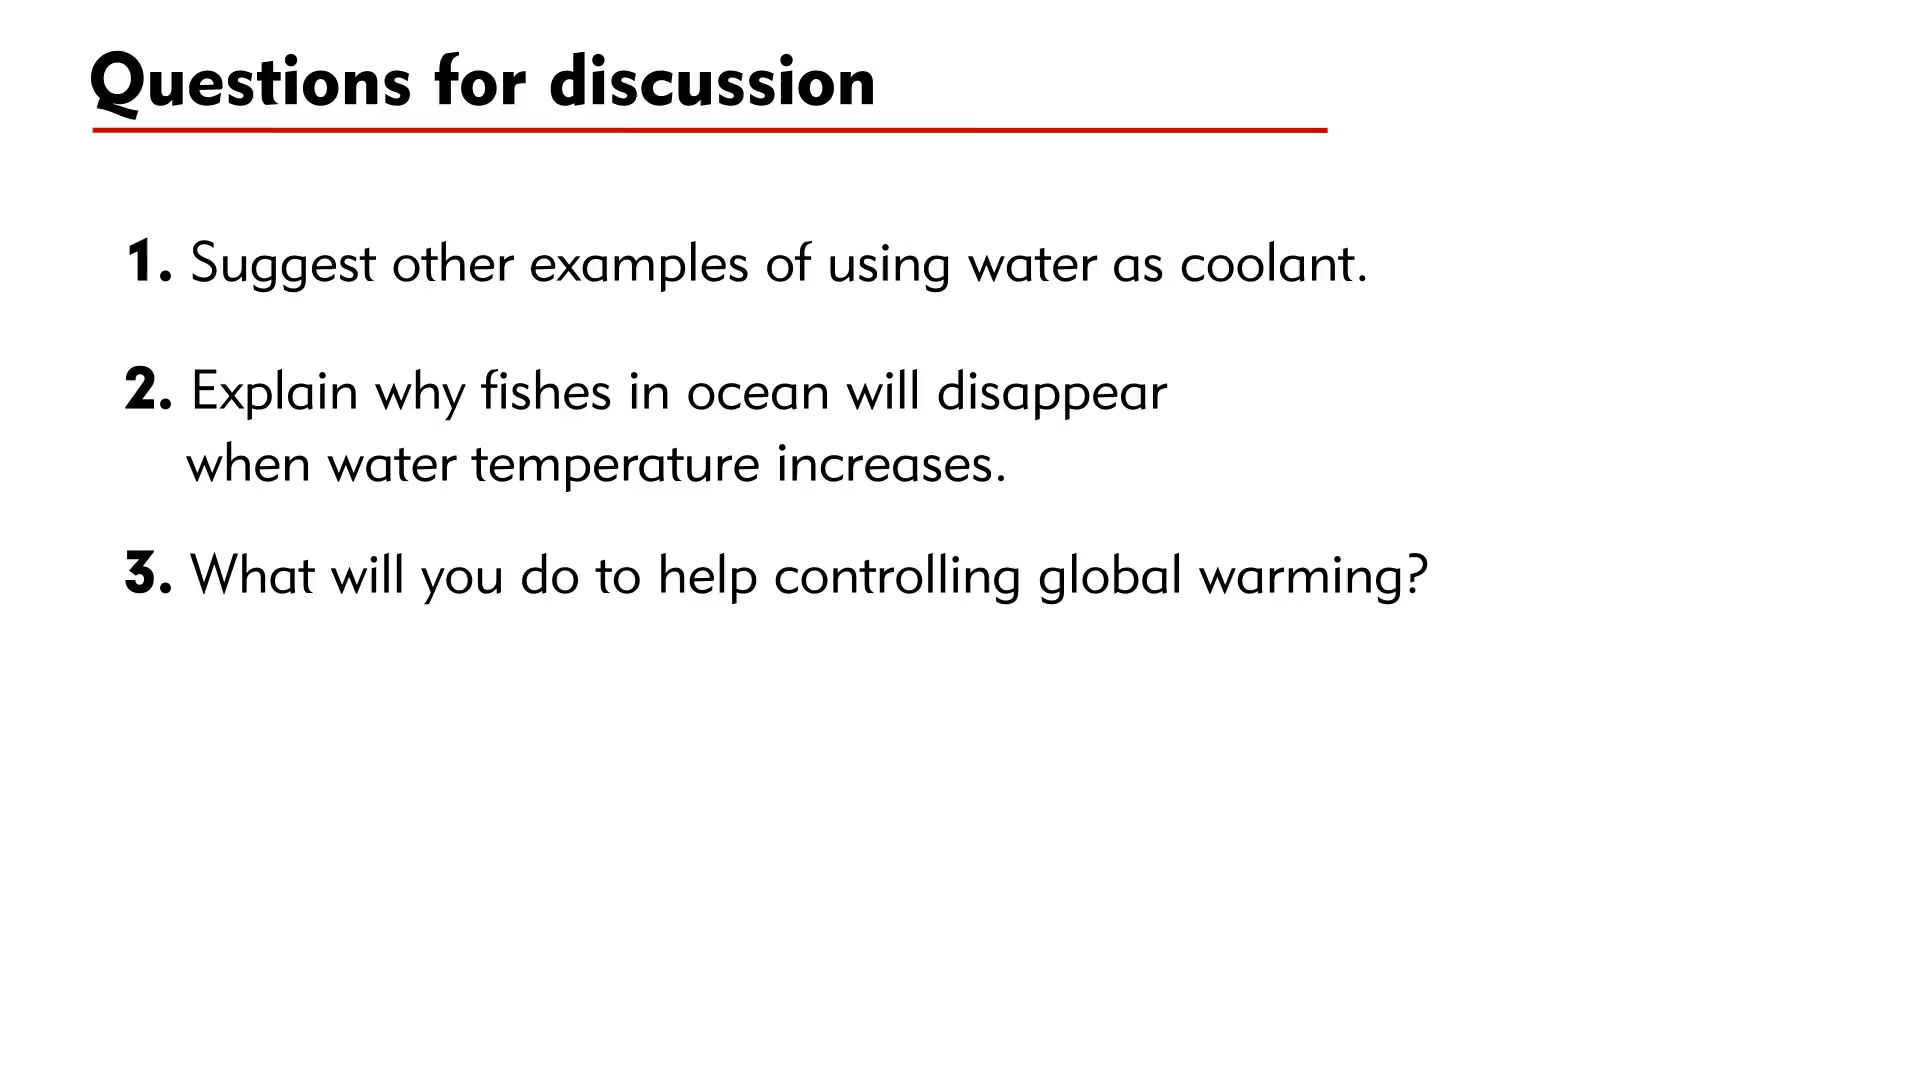 Questions for discussion
1. Suggest other examples of using water as coolant.
2. Explain why fishes in ocean will disappear
when water temperature increases.
3. What will you do to help controlling global warming?